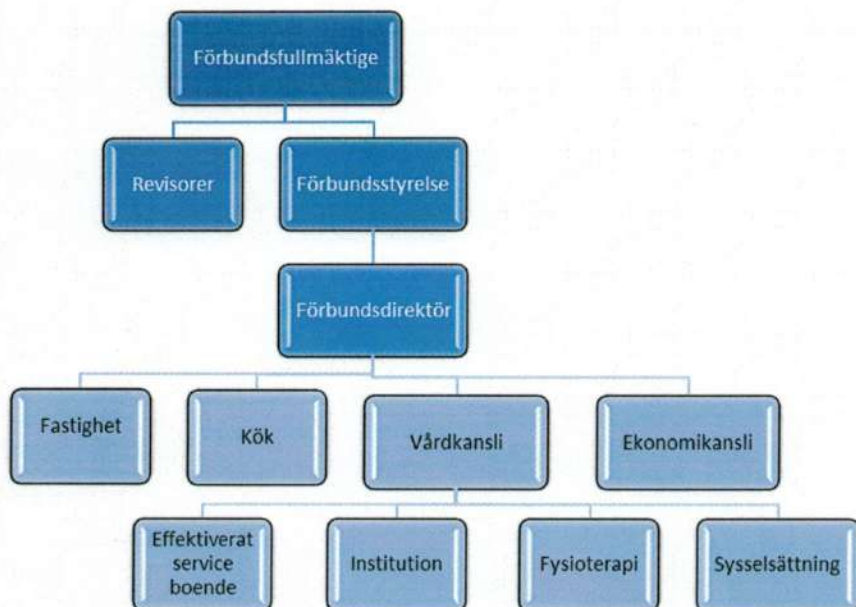 Förbundsfullmäktige
Revisorer
Förbundsstyrelse
Förbundsdirektör
Fastighet
Kök
Vårdkansli
Ekonomikansli
Effektiverat
service
boende
Institution
Fysioterapi
Sysselsättning